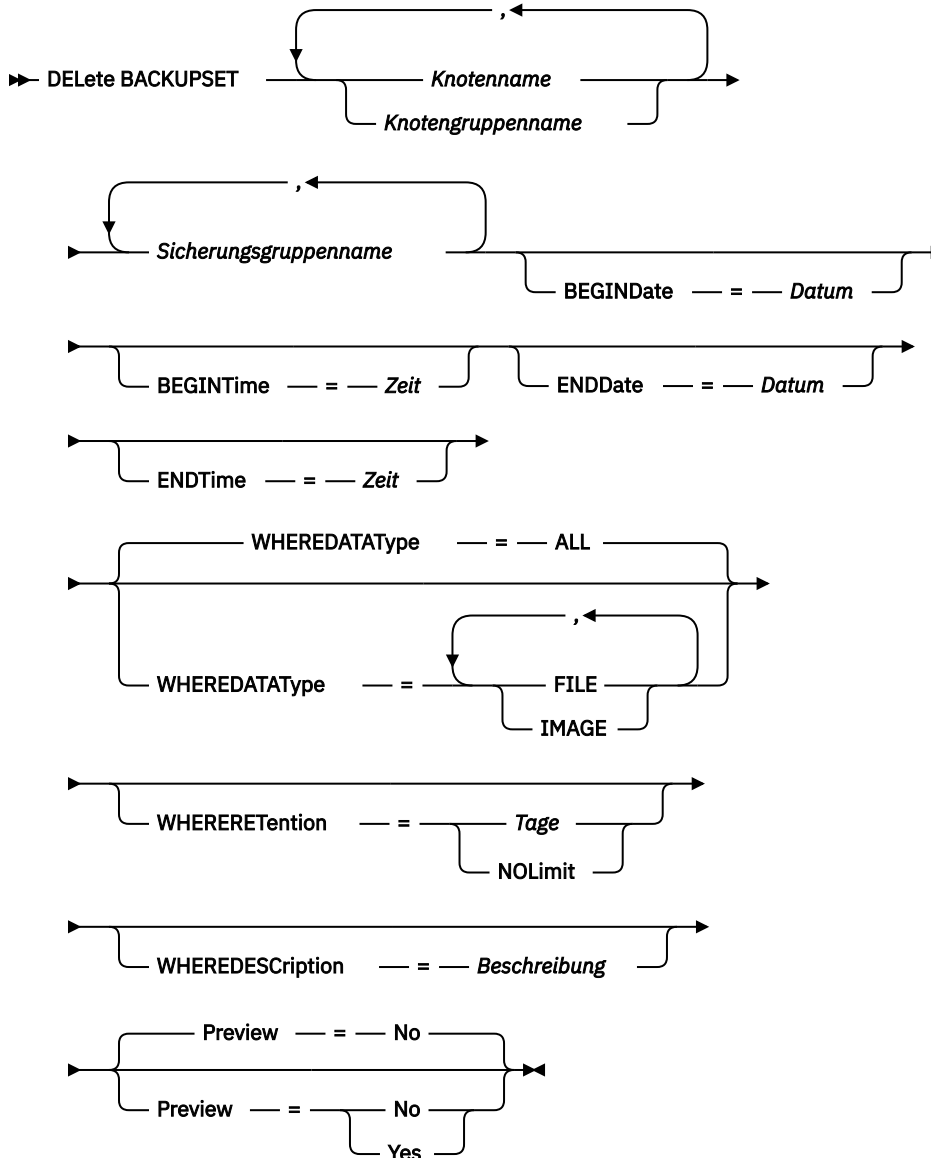 ,
DELete BACKUPSET Knotenname
Knotengruppenname
,
Sicherungsgruppenname
BEGINDate = Datum
BEGINTime = Zeit
ENDDate = Datum
ENDTime = Zeit
WHEREDATAType = ALL
,
WHEREDATAType = FILE
IMAGE
WHERERETention = Tage
NOLimit
WHEREDESCription = Beschreibung
Preview = No
Preview = No
Yes